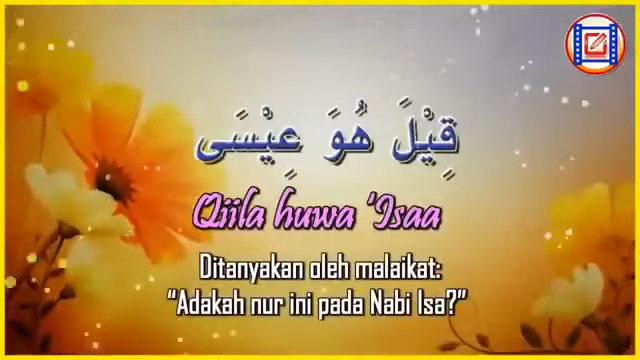 قِيْلَ هُوَ عِيْسَى
Qiila huwa 'Isaa
Ditanyakan oleh malaikat:
“Adakah nur ini pada Nabi Isa?”